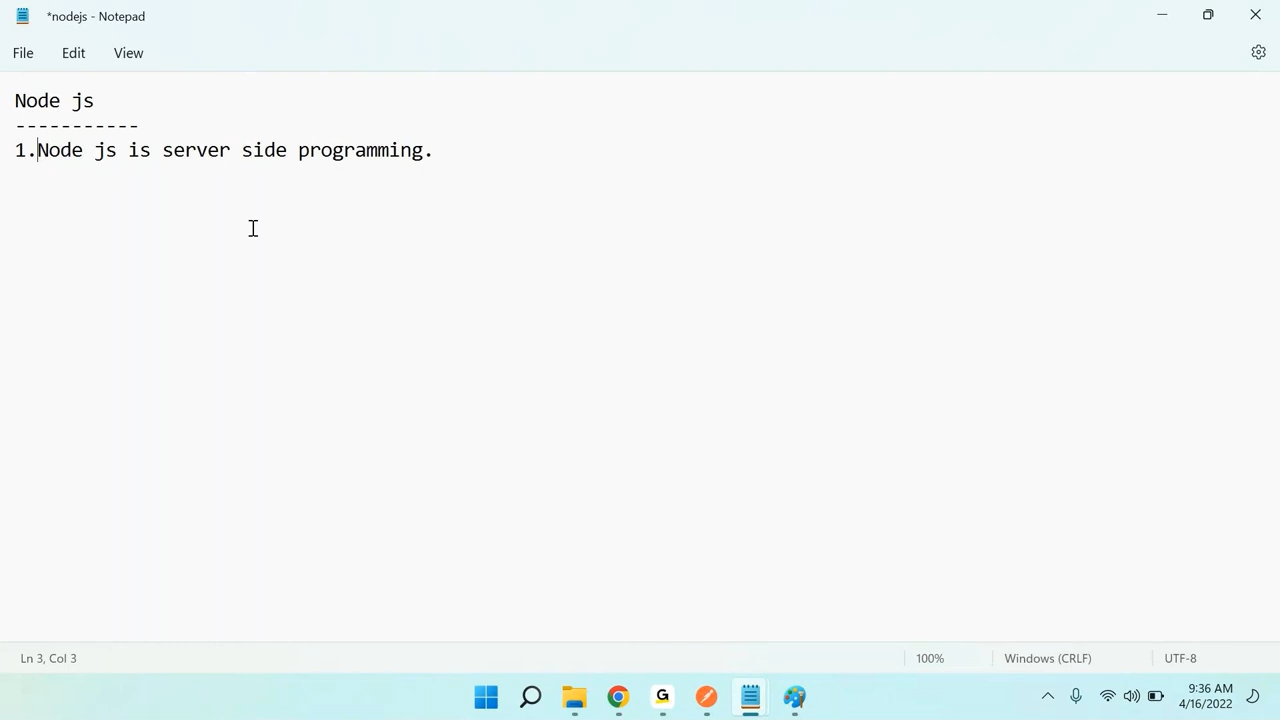 *nodejs - Notepad
File Edit View
Node js
-----------
1.Node js is server side programming.
Ln 3, Col 3 100% Windows (CRLF) UTF-8
G
9:36 AM
4/16/2022